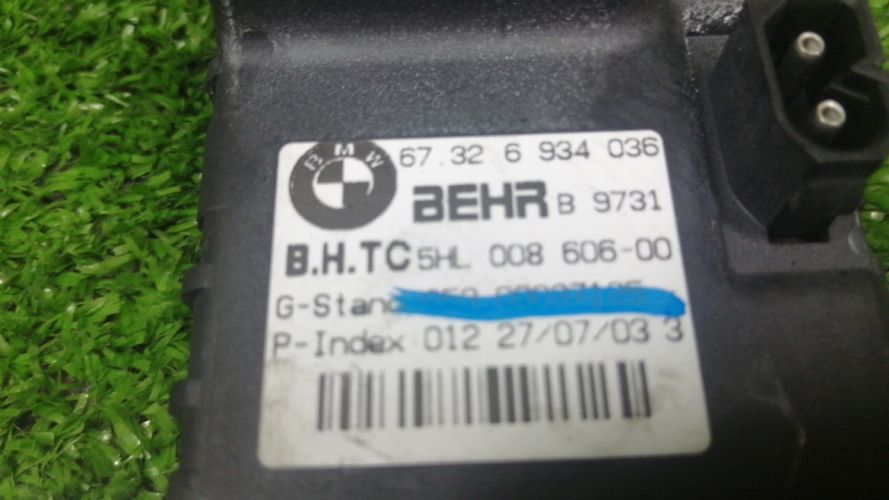 BMW 67.32 6 934 036
BEHR B 9731
B.H.TC 5HL 008 606-00
G-Stand
P-Index 012 27/07/03 3